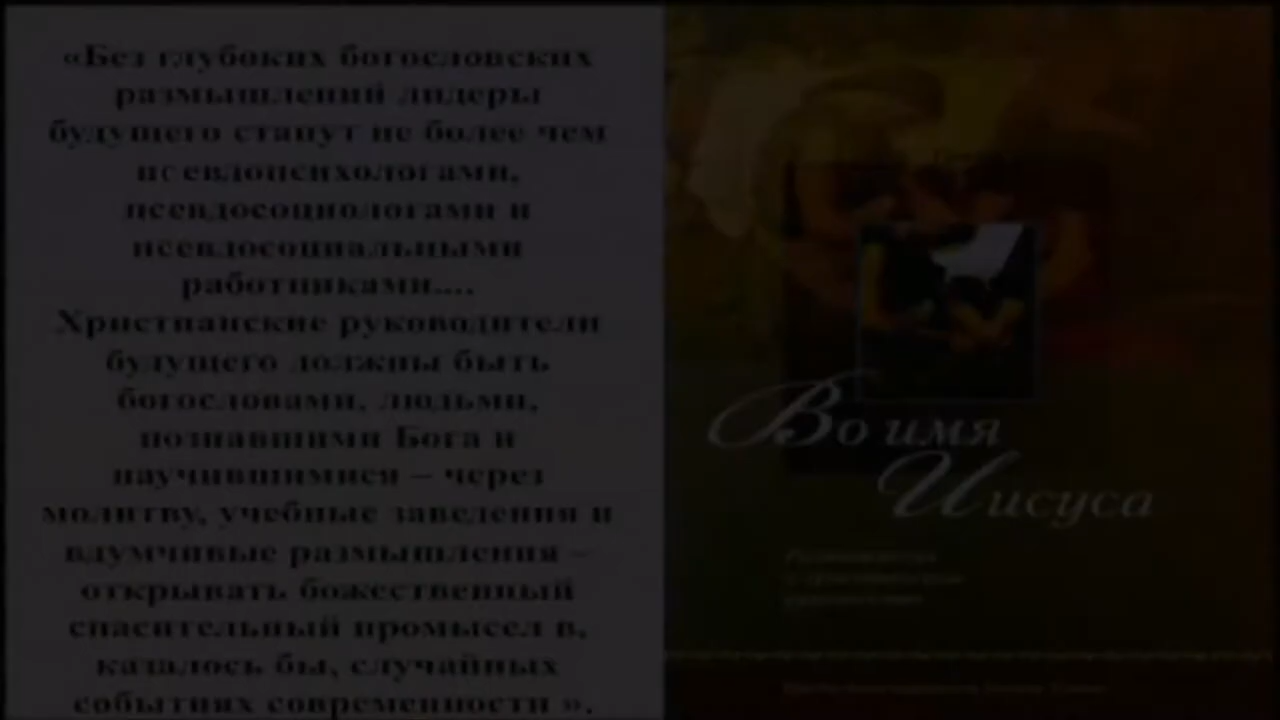 «Без глубоких богословских
размышлений лидеры
будущего станут не более чем
псевдопсихологами,
псевдосоциологами и
псевдосоциальными
работниками....
Христианские руководители
будущего должны быть
богословами, людьми,
познавшими Бога и
научившимися – через
молитву, учебные заведения и
вдумчивые размышления –
открывать божественный
спасительный промысел в,
казалось бы, случайных
событиях современности ».
Во имя
Иисуса